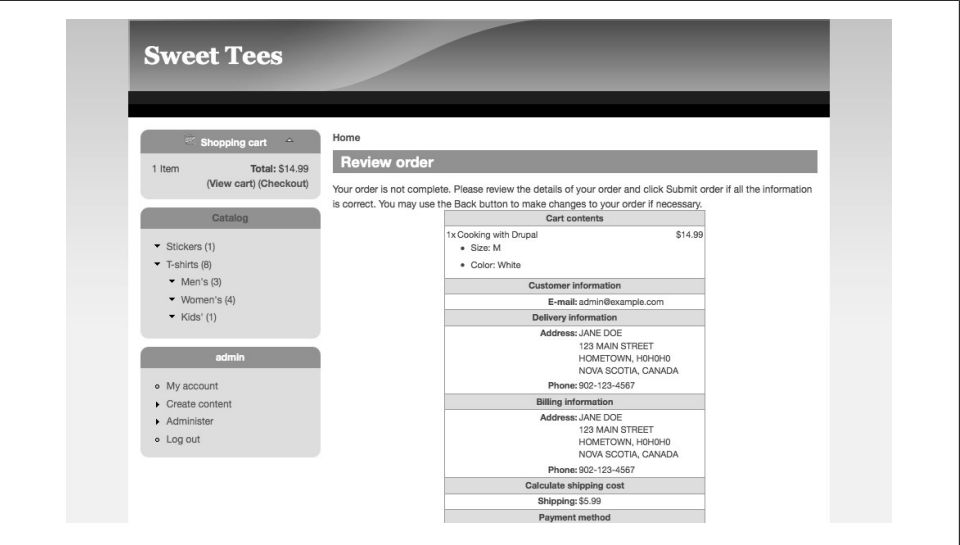 Sweet Tees
Shopping cart
1 Item Total: $14.99
(View cart) (Checkout)
Catalog
Stickers (1)
T-shirts (8)
Men's (3)
Women's (4)
Kids' (1)
admin
My account
Create content
Administer
Log out
Home
Review order
Your order is not complete. Please review the details of your order and click Submit order if all the information
is correct. You may use the Back button to make changes to your order if necessary.
Cart contents
1x Cooking with Drupal $14.99
• Size: M
• Color: White
Customer information
E-mail: admin@example.com
Delivery information
Address: JANE DOE
123 MAIN STREET
HOMETOWN, H0H0H0
NOVA SCOTIA, CANADA
Phone: 902-123-4567
Billing information
Address: JANE DOE
123 MAIN STREET
HOMETOWN, H0H0H0
NOVA SCOTIA, CANADA
Phone: 902-123-4567
Calculate shipping cost
Shipping: $5.99
Payment method